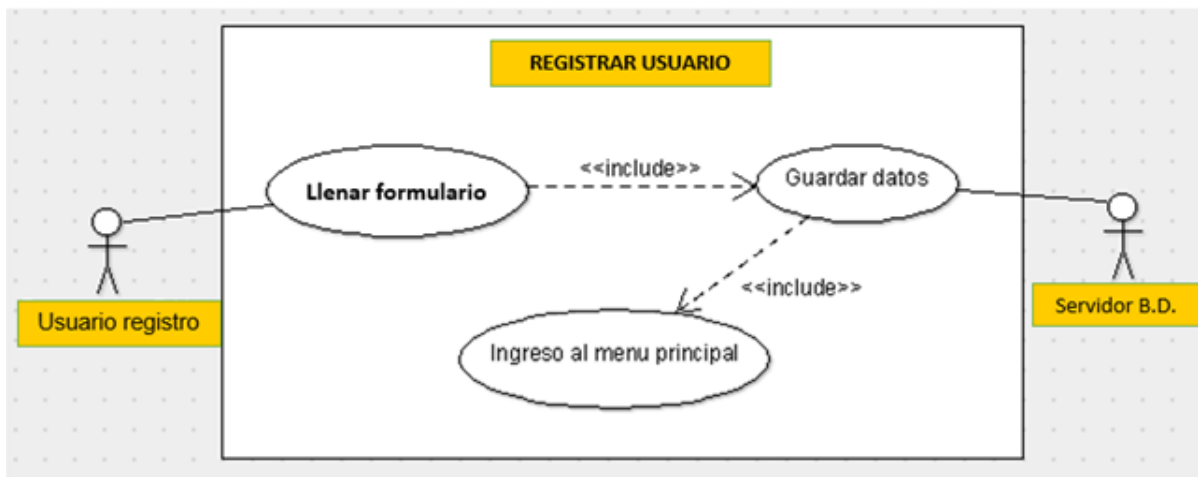 REGISTRAR USUARIO
Llenar formulario
<<include>>
Guardar datos
<<include>>
Ingreso al menu principal
Usuario registro
Servidor B.D.